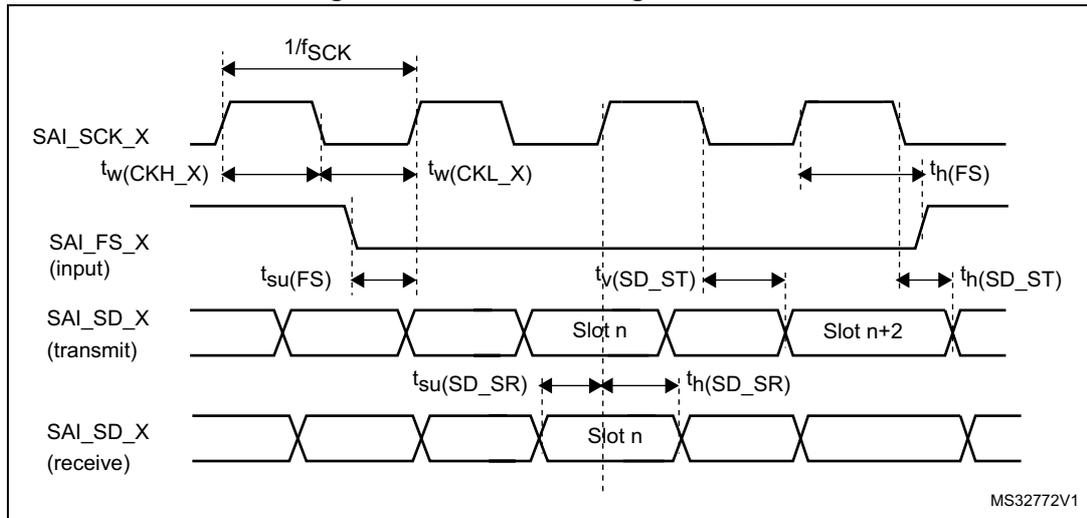 1/fSCK
SAI_SCK_X
tw(CKH_X)
tw(CKL_X)
th(FS)
SAI_FS_X
(input)
tsu(FS)
tv(SD_ST)
th(SD_ST)
SAI_SD_X
(transmit)
Slot n
Slot n+2
tsu(SD_SR)
th(SD_SR)
SAI_SD_X
(receive)
Slot n
MS32772V1